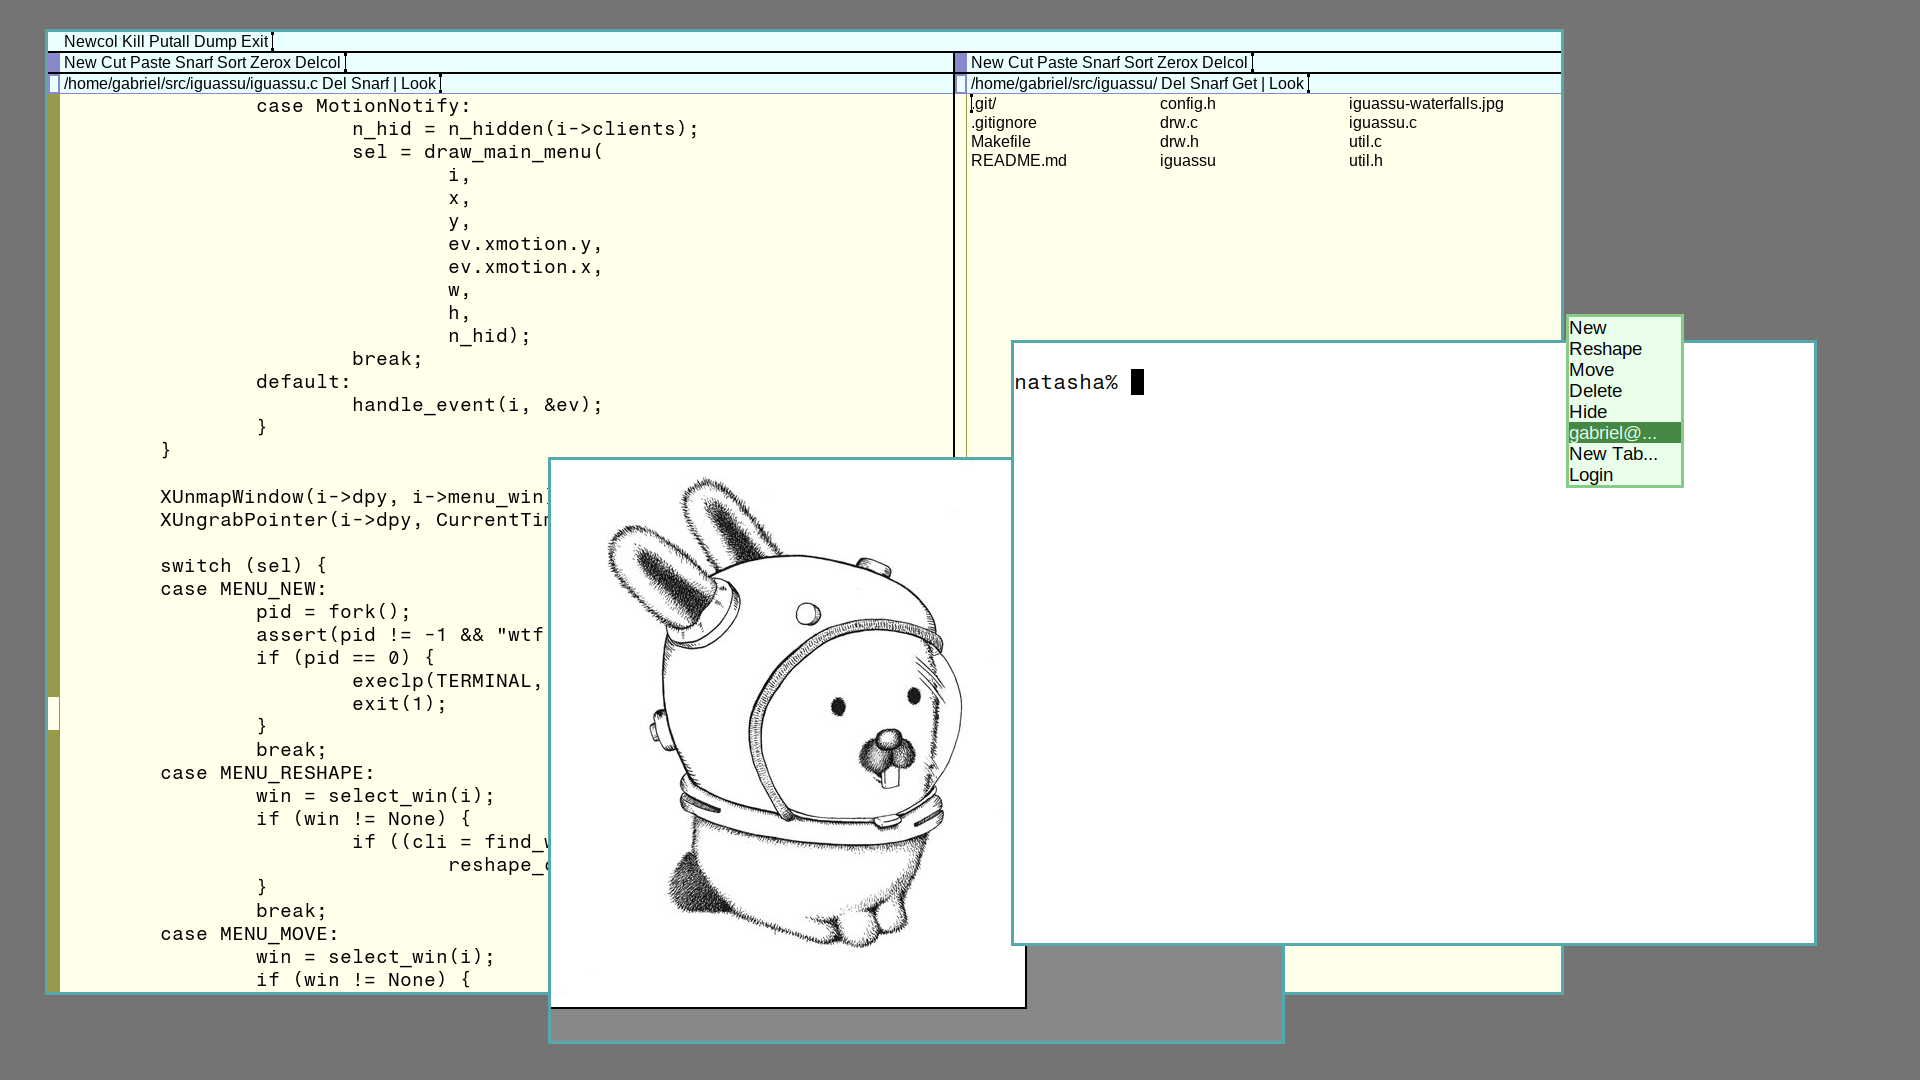 Newcol Kill Putall Dump Exit
New Cut Paste Snarf Sort Zerox Delcol
/home/gabriel/src/iguassu/iguassu.c Del Snarf | Look
case MotionNotify:
n_hid = n_hidden(i->clients);
sel = draw_main_menu(
i,
x,
y,
ev.xmotion.y,
ev.xmotion.x,
w,
h,
n_hid);
break;
default:
handle_event(i, &ev);
}
}
XUnmapWindow(i->dpy, i->menu_win)
XUngrabPointer(i->dpy, CurrentTi
switch (sel) {
case MENU_NEW:
pid = fork();
assert(pid != -1 && "wtf
if (pid == 0) {
execlp(TERMINAL,
exit(1);
}
break;
case MENU_RESHAPE:
win = select_win(i);
if (win != None) {
if ((cli = find_
reshape_
}
break;
case MENU_MOVE:
win = select_win(i);
if (win != None) {
New Cut Paste Snarf Sort Zerox Delcol
/home/gabriel/src/iguassu/ Del Snarf Get | Look
.git/ config.h iguassu-waterfalls.jpg
.gitignore drw.c iguassu.c
Makefile drw.h util.c
README.md iguassu util.h
natasha%
New
Reshape
Move
Delete
Hide
gabriel@...
New Tab...
Login